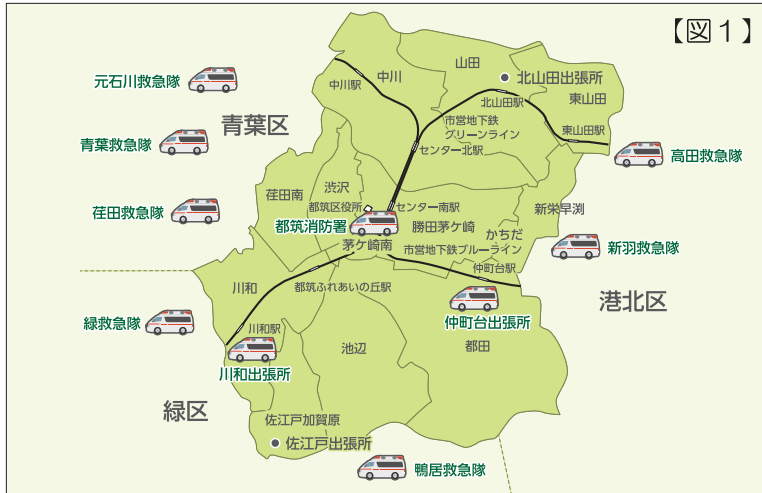 【図1】
元石川救急隊
中川
山田
北山田出張所
中川駅
東山田
北山田駅
青葉区
市営地下鉄
グリーンライン
東山田駅
青葉救急隊
センター北駅
高田救急隊
渋沢
荏田南
都筑区役所
センター南駅
新栄早渕
荏田救急隊
都筑消防署
勝田茅ケ崎
かちだ
茅ケ崎南
市営地下鉄ブルーライン
新羽救急隊
仲町台駅
川和
都筑ふれあいの丘駅
港北区
緑救急隊
川和駅
仲町台出張所
池辺
都田
川和出張所
緑区
佐江戸加賀原
佐江戸出張所
鴨居救急隊